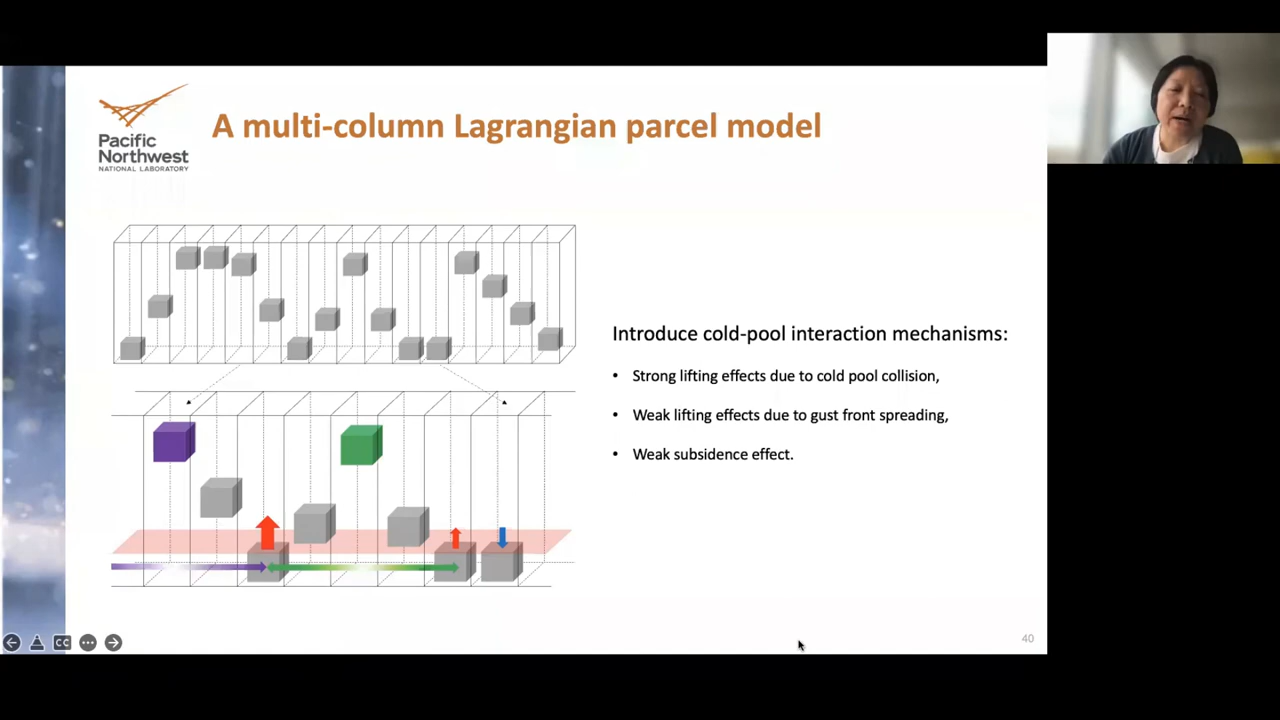 A multi-column Lagrangian parcel model
Pacific
Northwest
NATIONAL LABORATORY
Introduce cold-pool interaction mechanisms:
• Strong lifting effects due to cold pool collision,
• Weak lifting effects due to gust front spreading,
• Weak subsidence effect.
CC
40